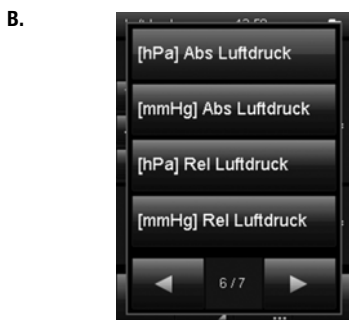 B.
[hPa] Abs Luftdruck
[mmHg] Abs Luftdruck
[hPa] Rel Luftdruck
[mmHg] Rel Luftdruck
6/7